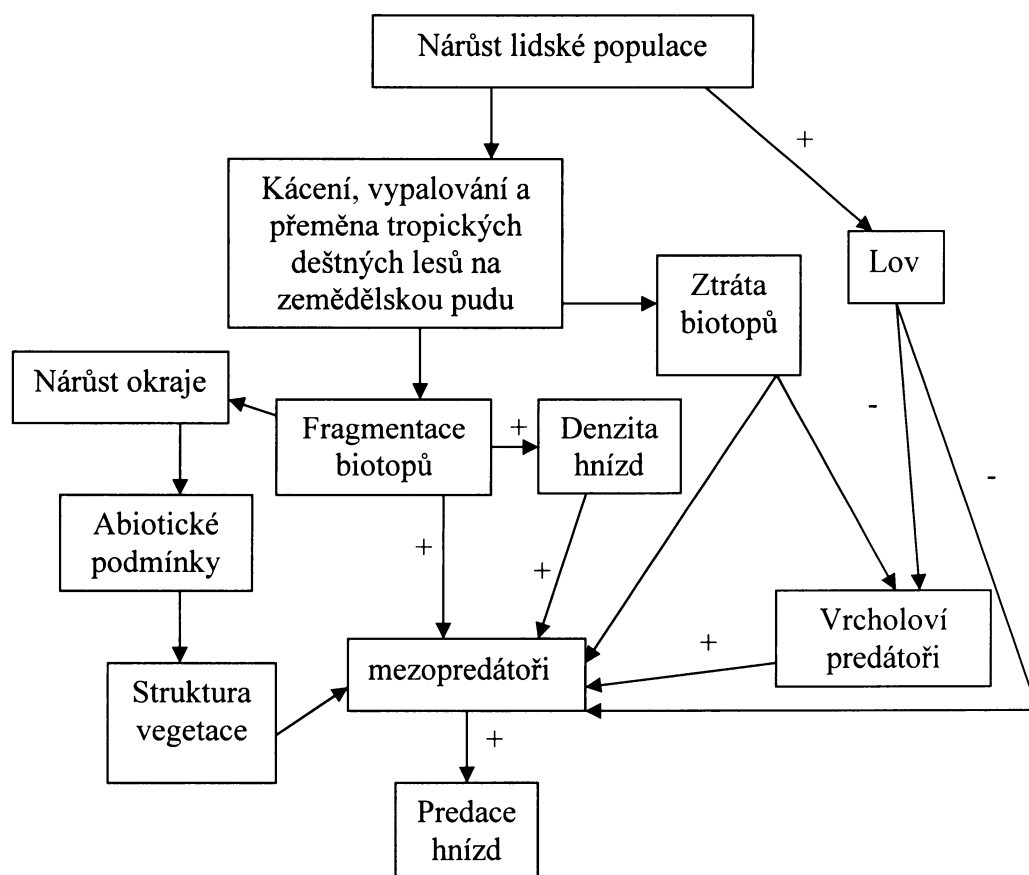 Nárůst lidské populace
+
Kácení, vypalování a
přeměna tropických
deštných lesů na
zemědělskou pudu
Lov
Ztráta
biotopů
Nárůst okraje
Fragmentace
biotopů
+
Denzita
hnízd
-
-
Abiotické
podmínky
+
+
Vrcholoví
predátoři
+
mezopredátoři
Struktura
vegetace
+
Predace
hnízd